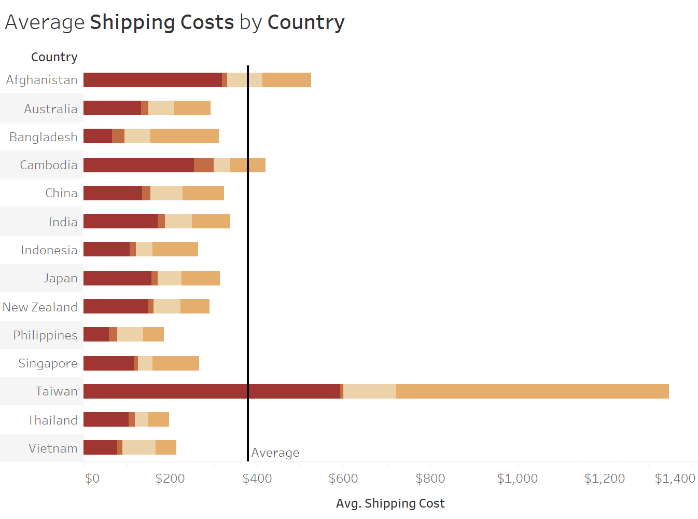 Average Shipping Costs by Country
Country
Afghanistan
Australia
Bangladesh
Cambodia
China
India
Indonesia
Japan
New Zealand
Philippines
Singapore
Taiwan
Thailand
Vietnam
Average
$0 $200 $400 $600 $800 $1,000 $1,200 $1,400
Avg. Shipping Cost